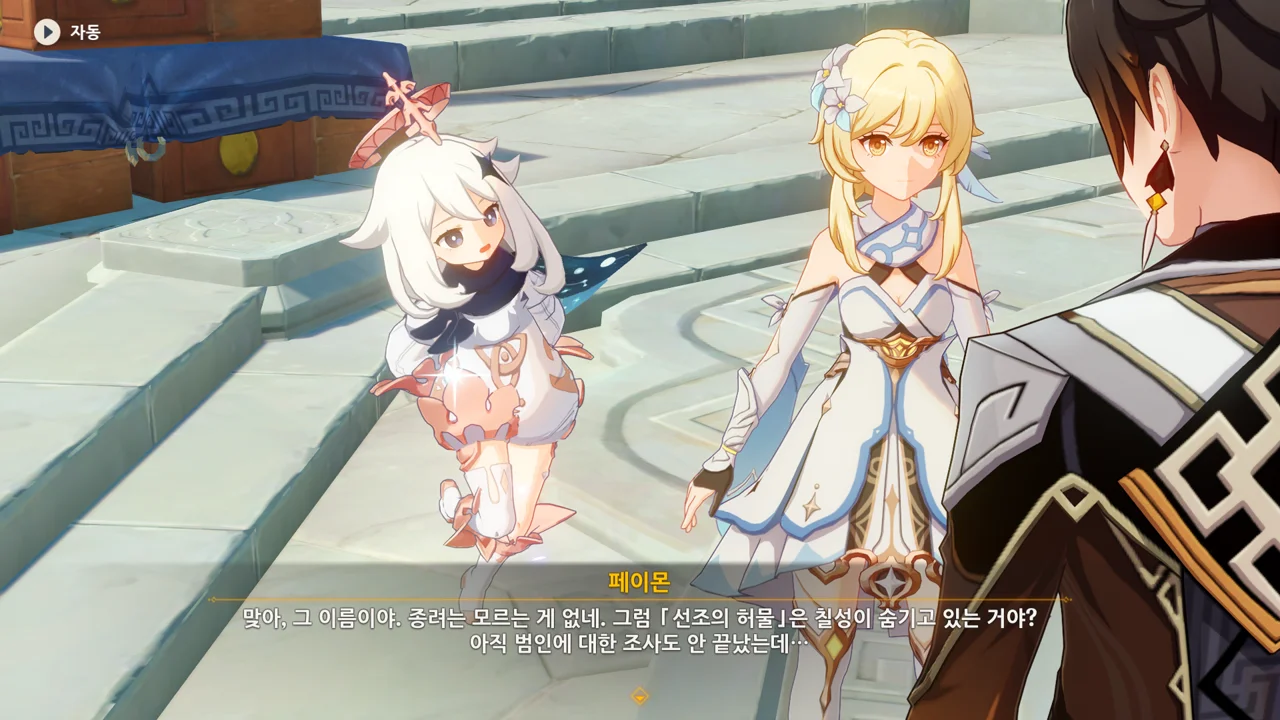 자동
페이몬
맞아, 그 이름이야. 종려는 모르는 게 없네. 그럼 「선조의 허물」은 칠성이 숨기고 있는 거야?
아직 범인에 대한 조사도 안 끝났는데…